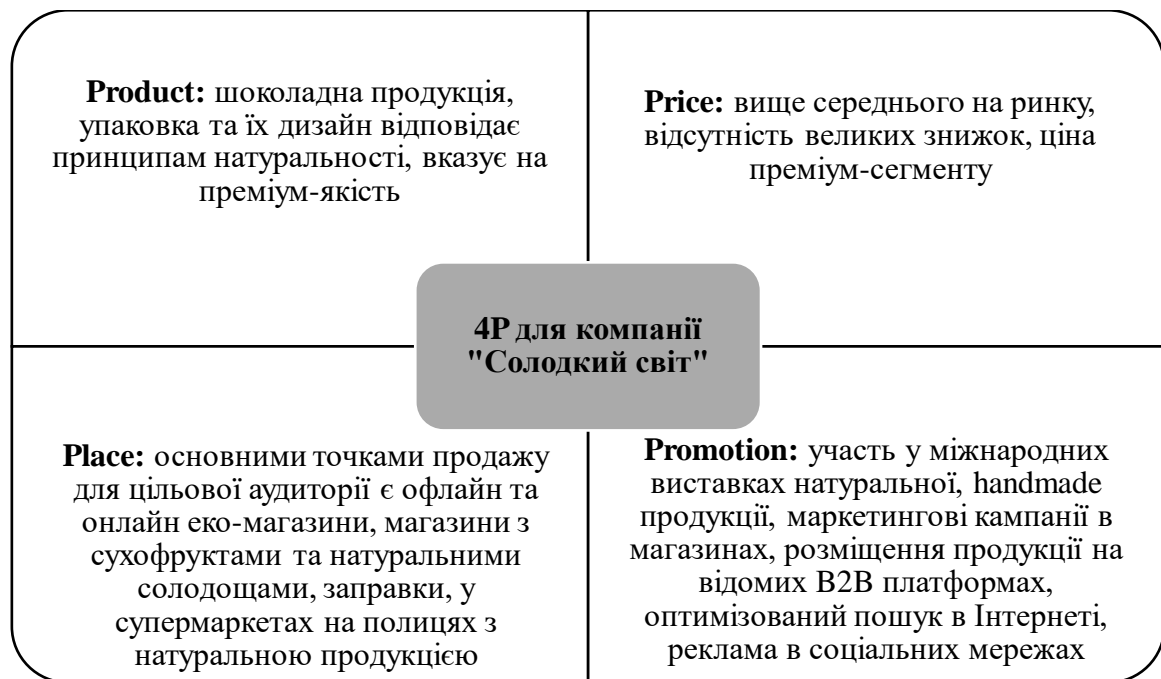 Product: шоколадна продукція,
упаковка та їх дизайн відповідає
принципам натуральності, вказує на
преміум-якість
Price: вище середнього на ринку,
відсутність великих знижок, ціна
преміум-сегменту
4P для компанії
"Солодкий світ"
Place: основними точками продажу
для цільової аудиторії є офлайн та
онлайн еко-магазини, магазини з
сухофруктами та натуральними
солодощами, заправки, у
супермаркетах на полицях з
натуральною продукцією
Promotion: участь у міжнародних
виставках натуральної, handmade
продукції, маркетингові кампанії в
магазинах, розміщення продукції на
відомих B2B платформах,
оптимізований пошук в Інтернеті,
реклама в соціальних мережах